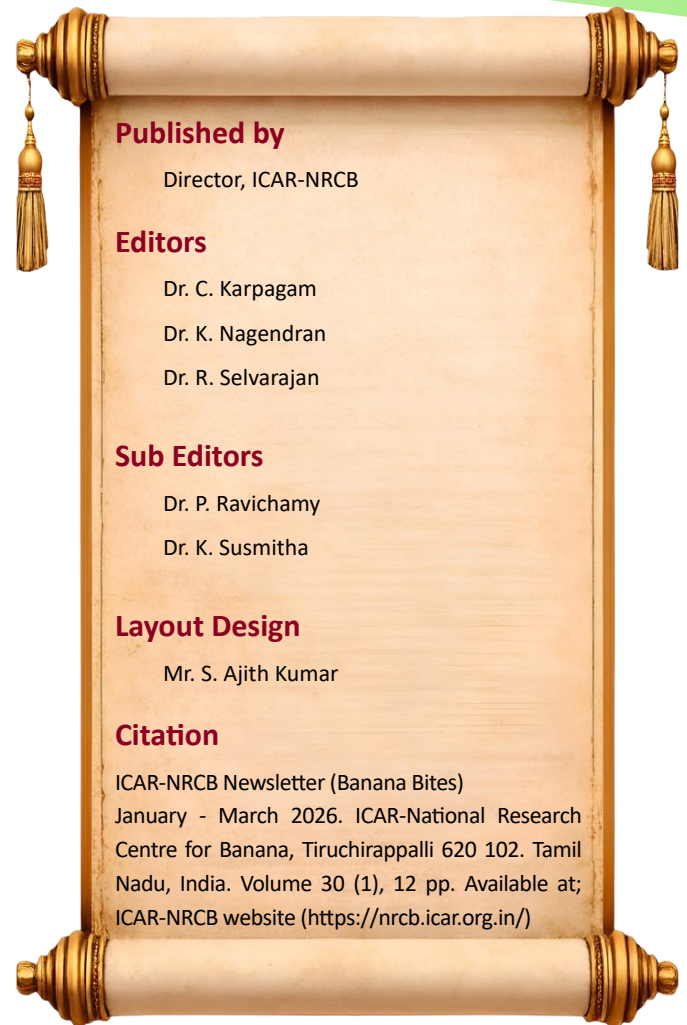 Published by
Director, ICAR-NRCB
Editors
Dr. C. Karpagam
Dr. K. Nagendran
Dr. R. Selvarajan
Sub Editors
Dr. P. Ravichamy
Dr. K. Susmitha
Layout Design
Mr. S. Ajith Kumar
Citation
ICAR-NRCB Newsletter (Banana Bites)
January - March 2026. ICAR-National Research
Centre for Banana, Tiruchirappalli 620 102. Tamil
Nadu, India. Volume 30 (1), 12 pp. Available at;
ICAR-NRCB website (https://nrcb.icar.org.in/)